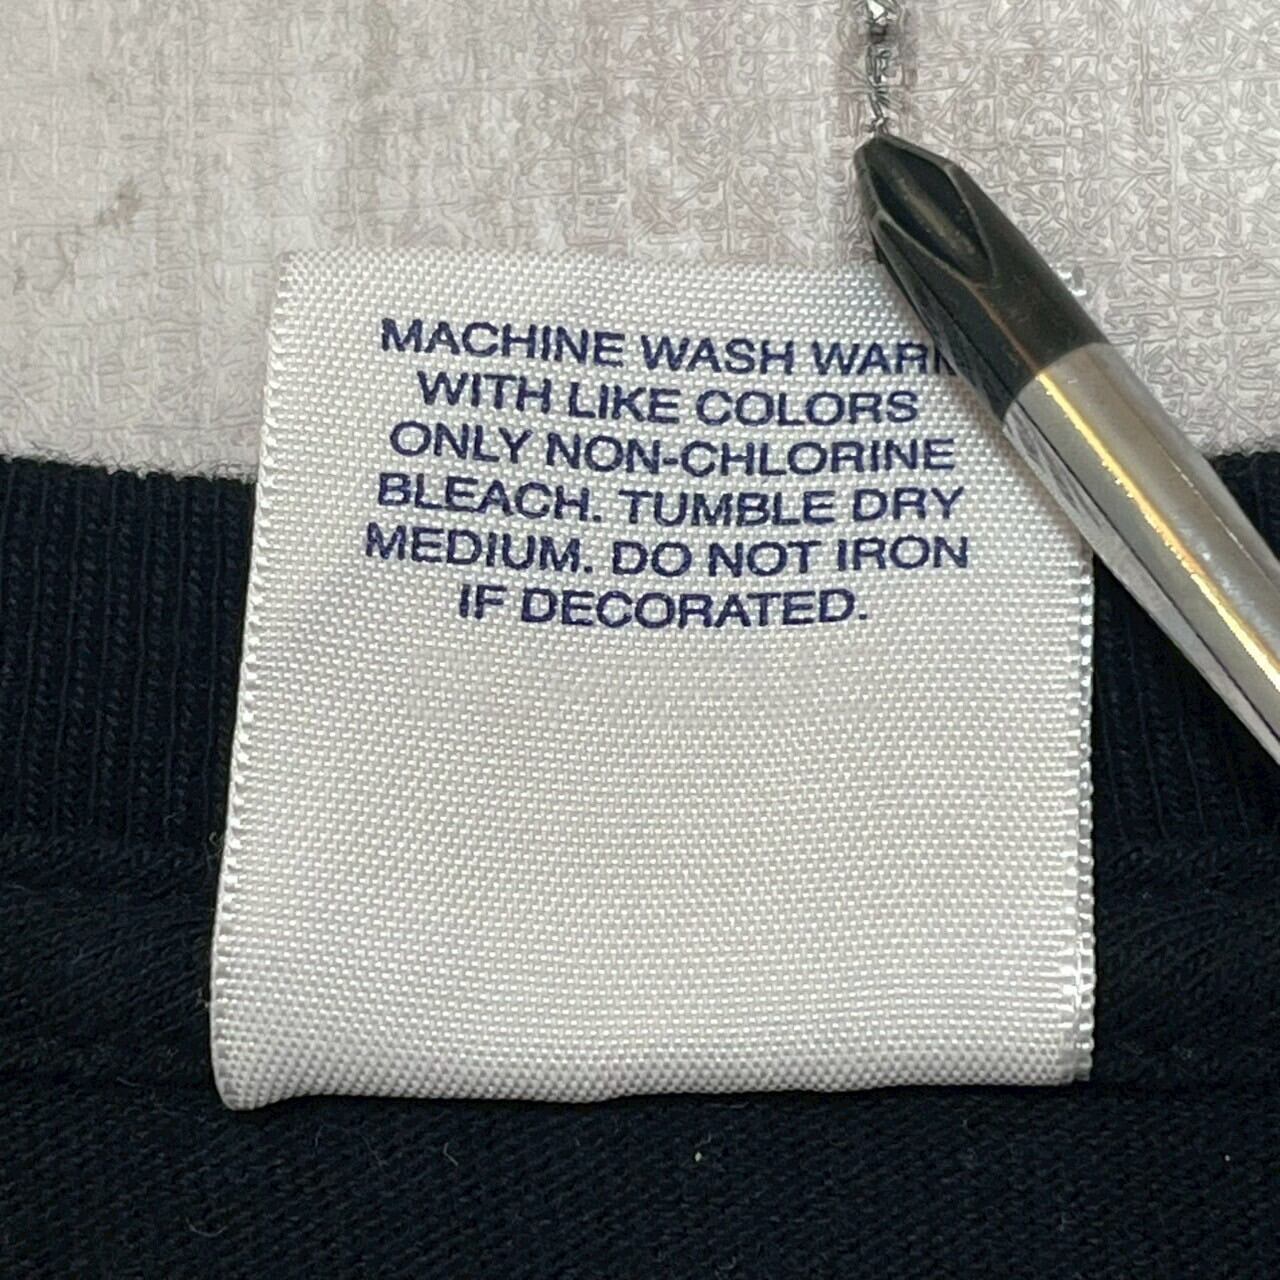 MACHINE WASH WARM
WITH LIKE COLORS
ONLY NON-CHLORINE
BLEACH. TUMBLE DRY
MEDIUM. DO NOT IRON
IF DECORATED.